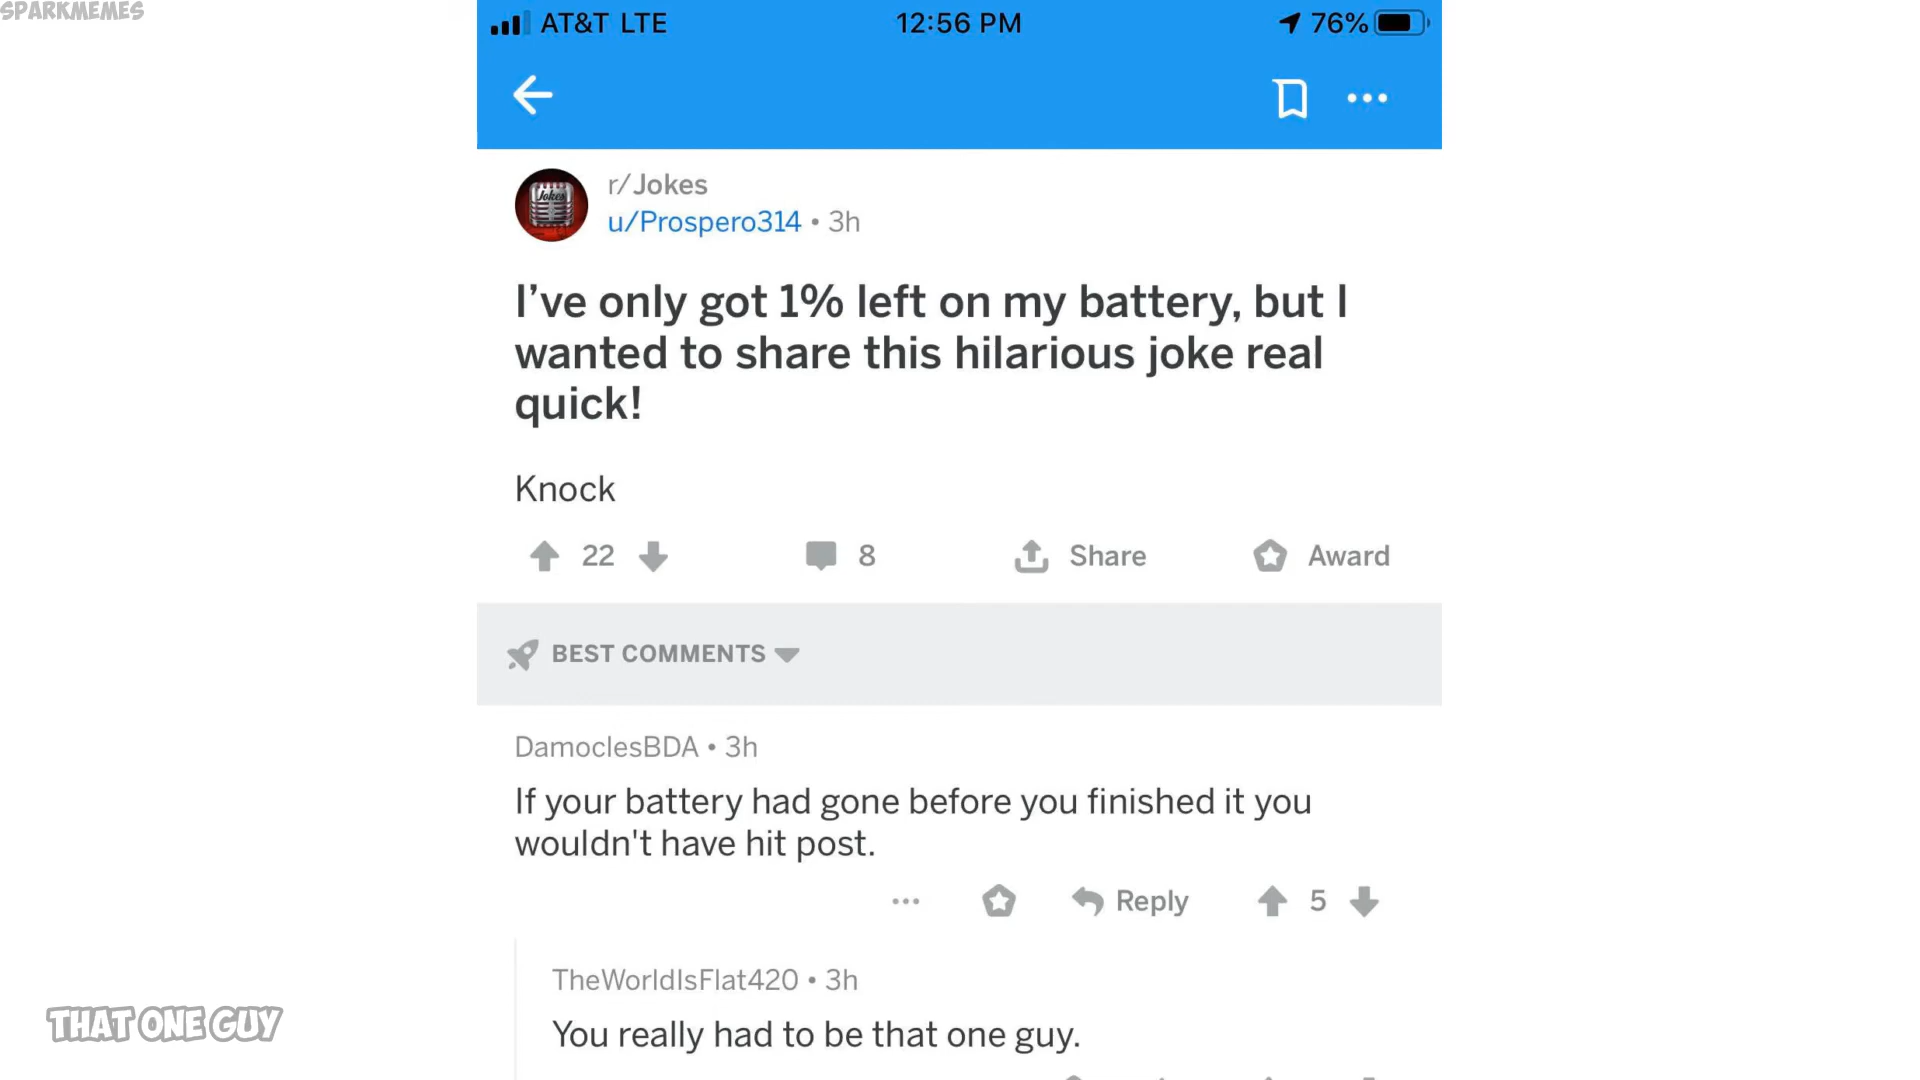 SPARKMEMES
AT&T LTE 12:56 PM 76%
r/Jokes
Jokes
u/Prospero314 • 3h
I’ve only got 1% left on my battery, but I
wanted to share this hilarious joke real
quick!
Knock
22 8 Share Award
BEST COMMENTS
DamoclesBDA • 3h
If your battery had gone before you finished it you
wouldn't have hit post.
... Reply 5
TheWorldIsFlat420 • 3h
You really had to be that one guy.
THAT ONE GUY